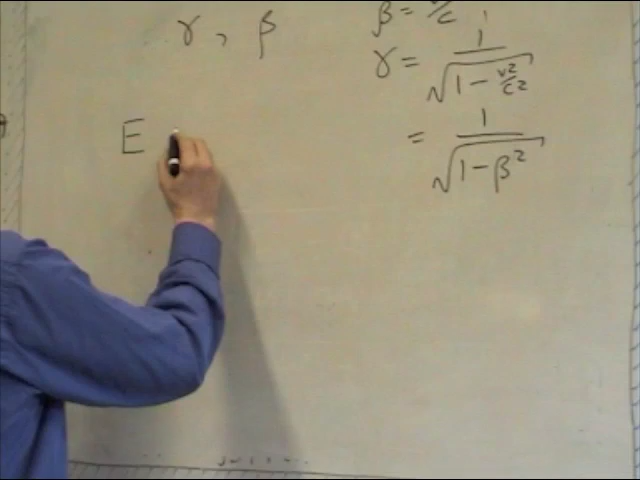 γ, β
β = v/c
γ = 1/√(1 - v2/c2)
= 1/√(1-β²)
E